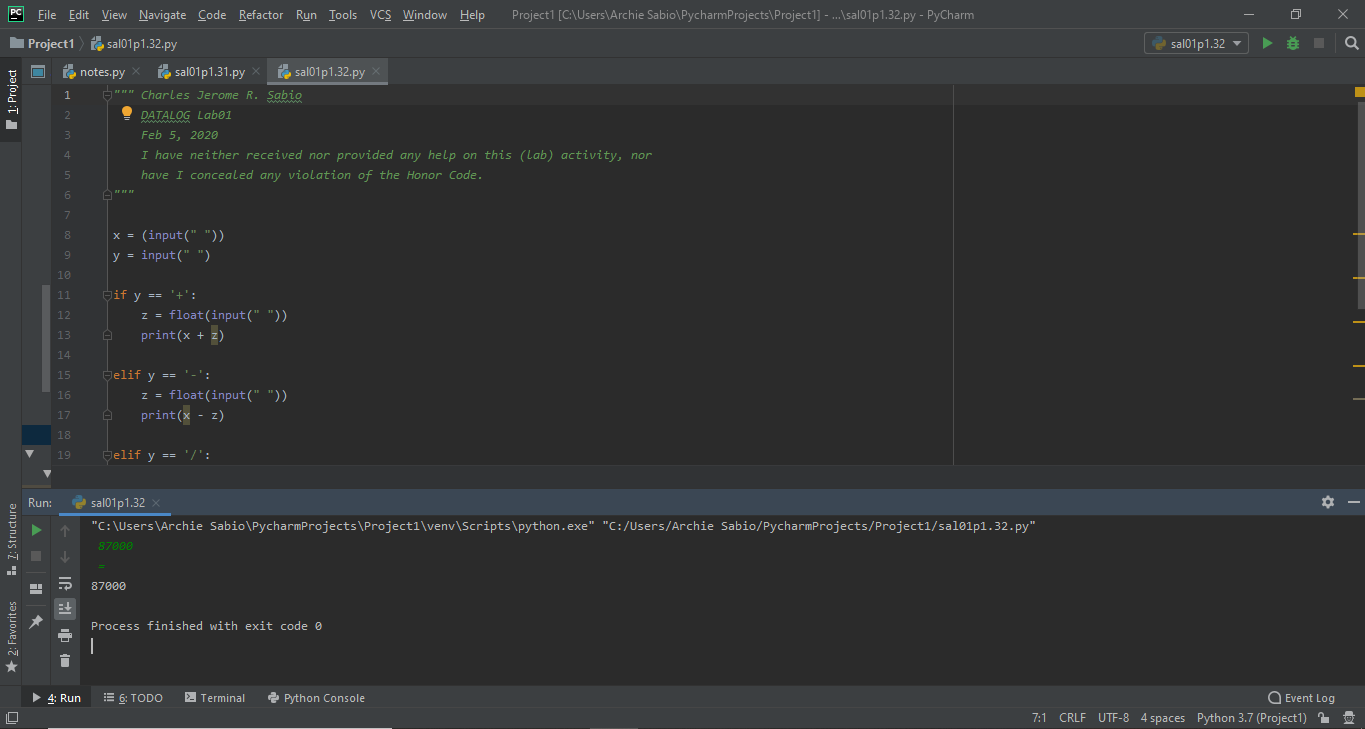 PC File Edit View Navigate Code Refactor Run Tools VCS Window Help Project1 [C:\Users\Archie Sabio\PycharmProjects\Project1] - ...\sal01p1.32.py - PyCharm
Project1 sal01p1.32.py sal01p1.32
1: Project
notes.py sal01p1.31.py sal01p1.32.py
1 """ Charles Jerome R. Sabio
2 DATALOG Lab01
3 Feb 5, 2020
4 I have neither received nor provided any help on this (lab) activity, nor
5 have I concealed any violation of the Honor Code.
6 """
7
8 x = (input(" "))
9 y = input(" ")
10
11 if y == '+':
12 z = float(input(" "))
13 print(x + z)
14
15 elif y == '-':
16 z = float(input(" "))
17 print(x - z)
18
19 elif y == '/':
Run: sal01p1.32
7: Structure
2: Favorites
"C:\Users\Archie Sabio\PycharmProjects\Project1\venv\Scripts\python.exe" "C:/Users/Archie Sabio/PycharmProjects/Project1/sal01p1.32.py"
87000
=
87000
Process finished with exit code 0
4: Run 6: TODO Terminal Python Console Event Log
7:1 CRLF UTF-8 4 spaces Python 3.7 (Project1)